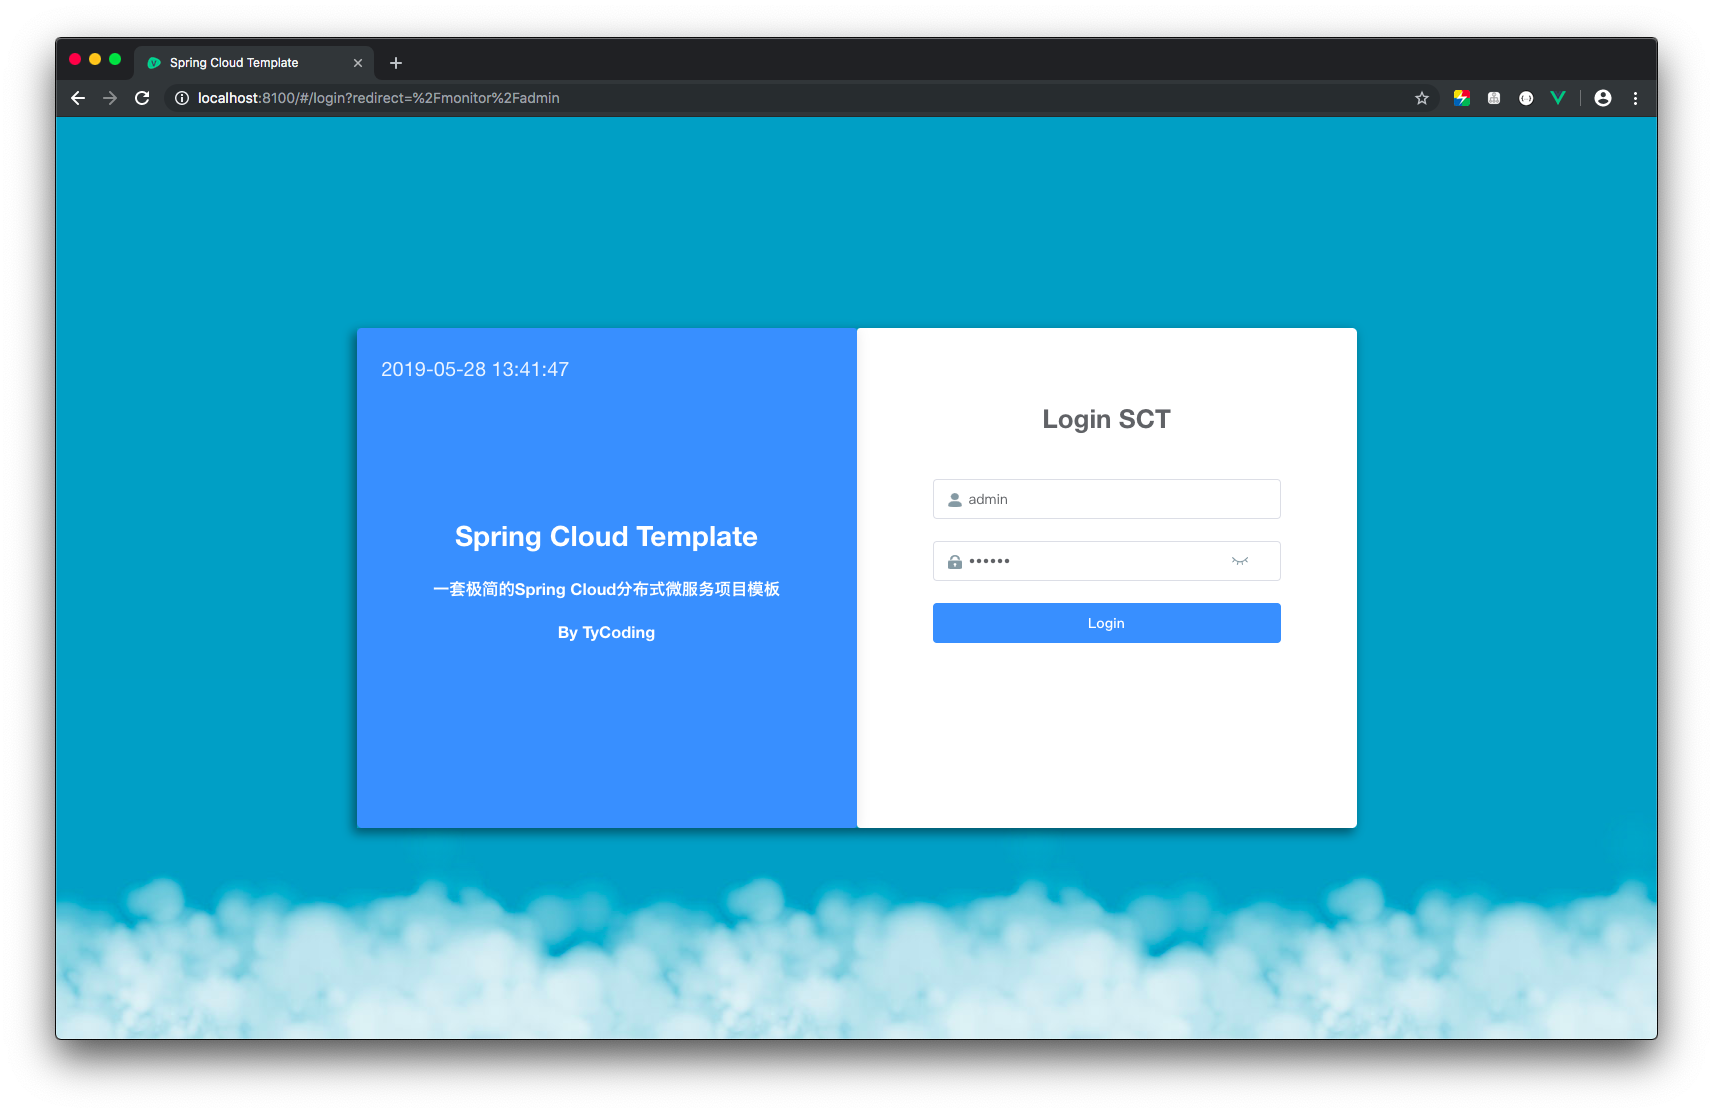 Spring Cloud Template
localhost:8100/#/login?redirect=%2Fmonitor%2Fadmin
2019-05-28 13:41:47
Spring Cloud Template
一套极简的Spring Cloud分布式微服务项目模板
By TyCoding
Login SCT
admin
••••••
Login